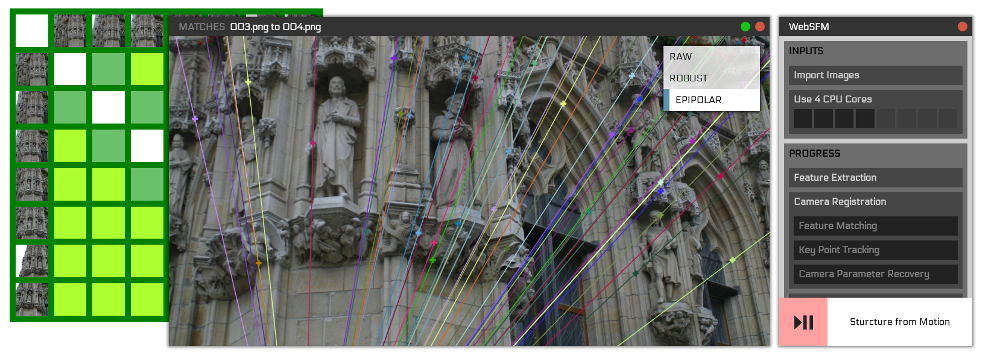 MATCHES 003.png to 004.png
RAW
ROBUST
EPIPOLAR
WebSFM
INPUTS
Import Images
Use 4 CPU Cores
PROGRESS
Feature Extraction
Camera Registration
Feature Matching
Key Point Tracking
Camera Parameter Recovery
Sturcture from Motion